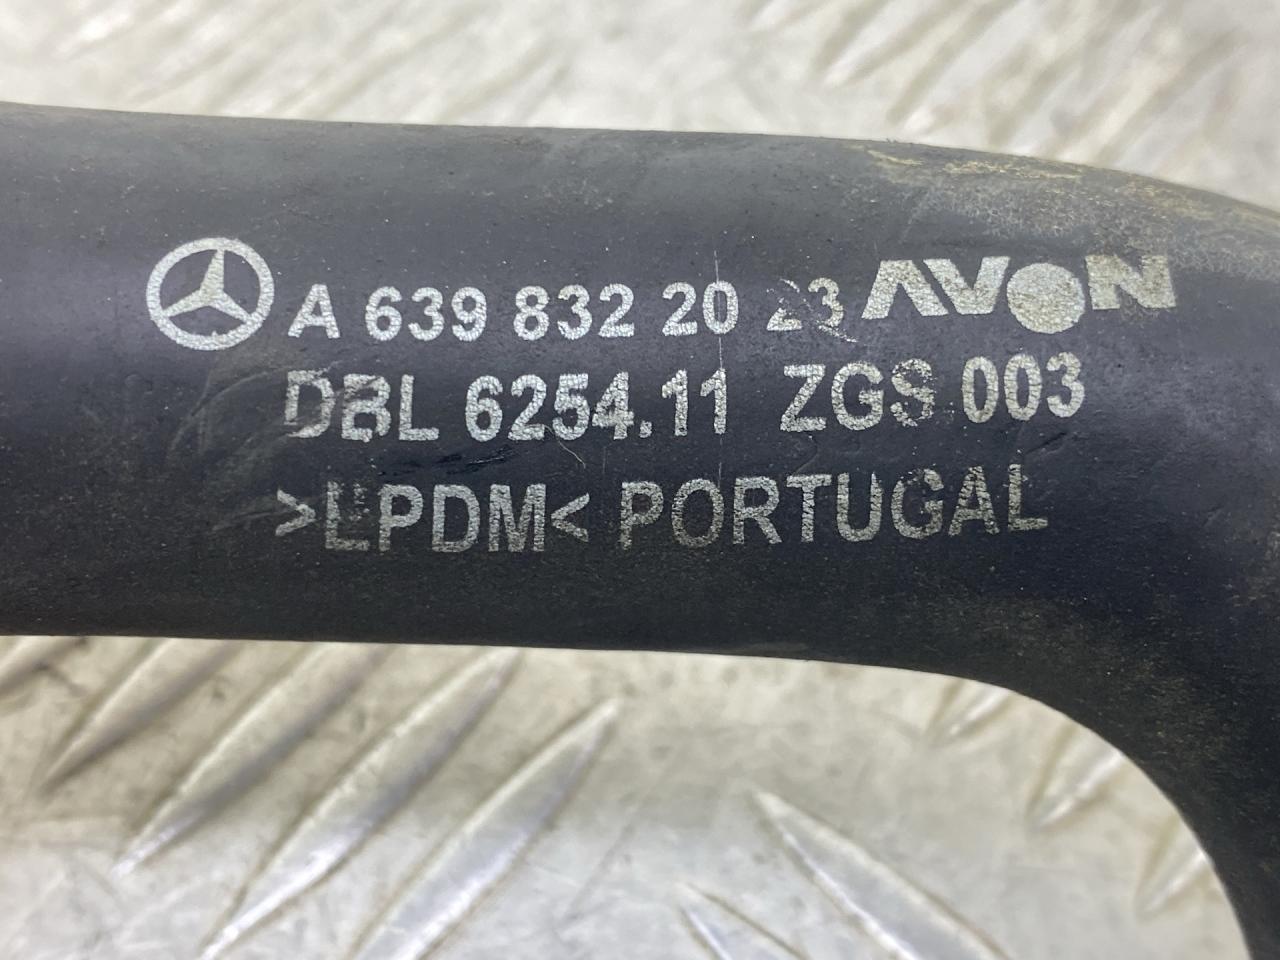 A 639 832 20 23 AVON
DBL 6254.11 ZGS 003
>EPDM< PORTUGAL